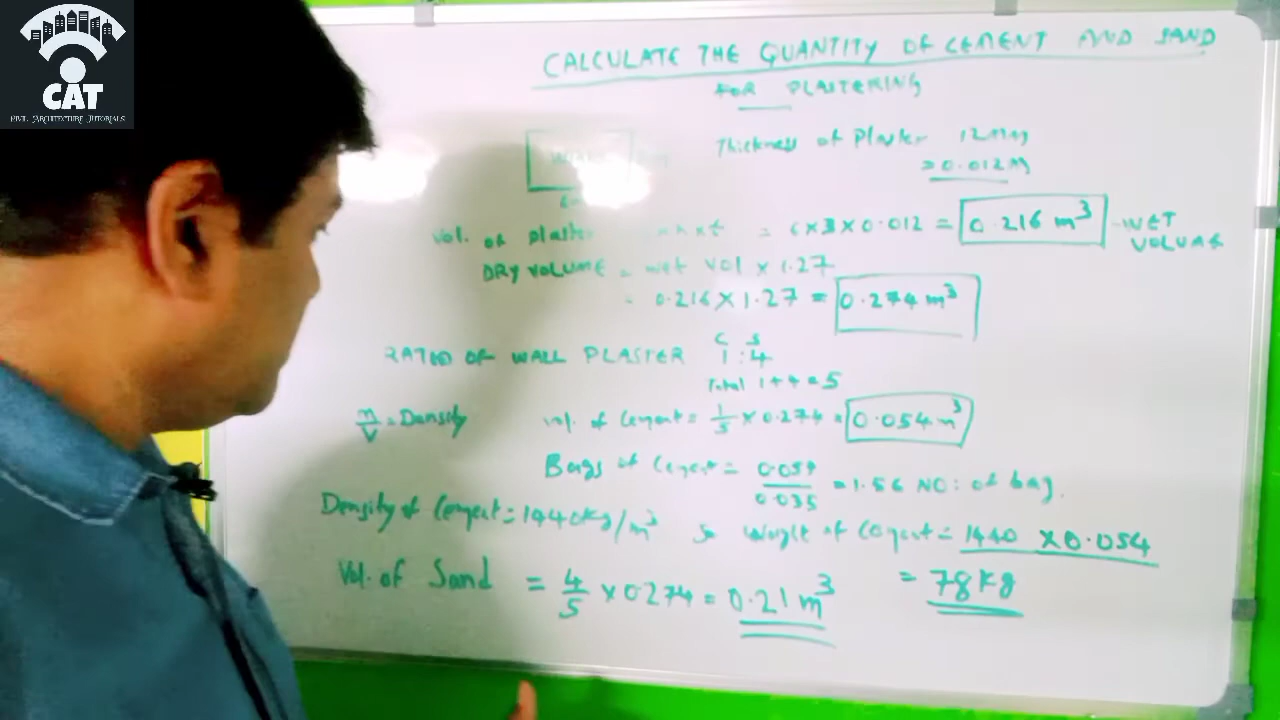 CAT
CIVIL ARCHITECTURE TUTORIALS
CALCULATE THE QUANTITY OF CEMENT AND SAND
FOR PLASTERING
Thickness of Plaster 12MM
= 0.012M
Vol. of plaster = 6x3x0.012 = 0.216 m³ - WET VOLUME
DRY VOLUME = Wet Vol x 1.27
= 0.216 x 1.27 = 0.274 m³
C S
RATIO OF WALL PLASTER 1:4
Total 1+4=5
m/v = Density Vol. of Cement = 1/5 x 0.274 = 0.054 m³
Bags of Cement = 0.054/0.035 = 1.56 NO: of bag.
Density of Cement = 1440kg/m³ So Weight of Cement = 1440 x 0.054
= 78kg
Vol. of Sand = 4/5 x 0.274 = 0.21 m³